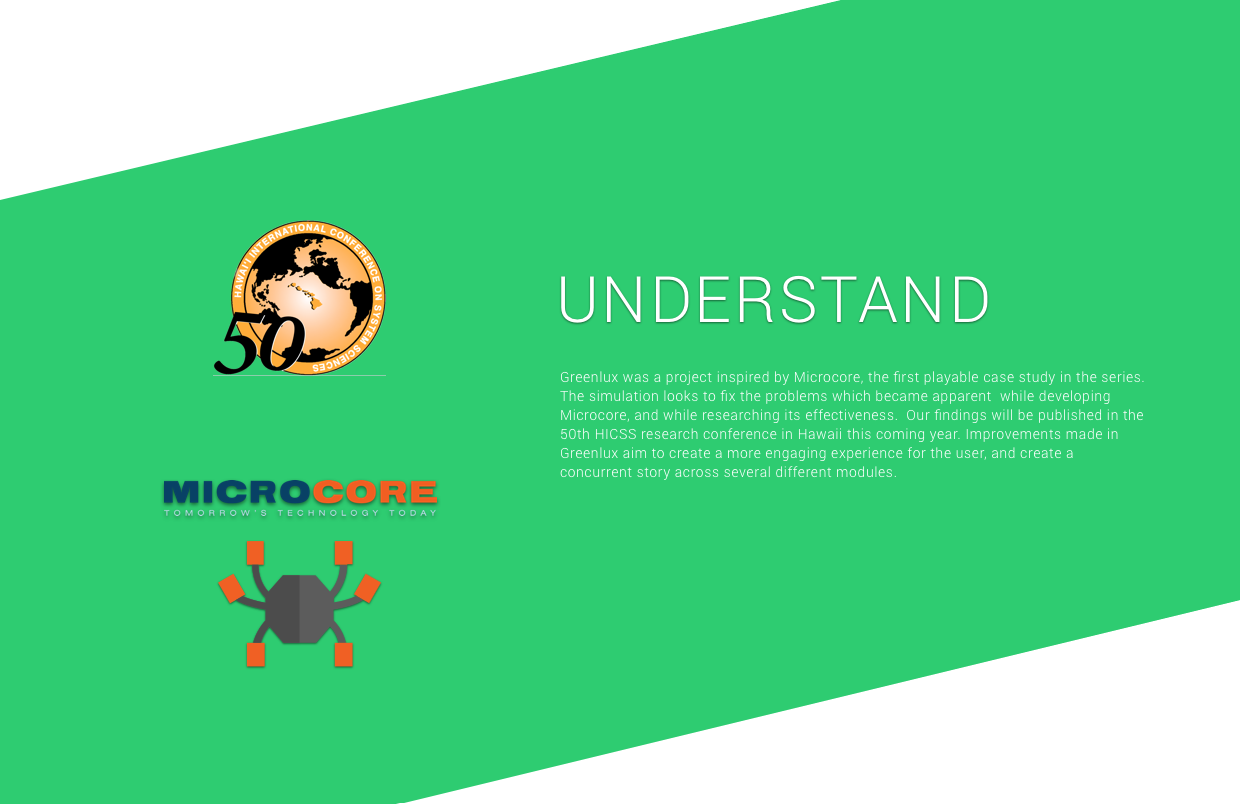 HAWAI'I INTERNATIONAL CONFERENCE ON SYSTEM SCIENCES
50
UNDERSTAND
Greenlux was a project inspired by Microcore, the first playable case study in the series.
The simulation looks to fix the problems which became apparent  while developing
Microcore, and while researching its effectiveness.  Our findings will be published in the
50th HICSS research conference in Hawaii this coming year. Improvements made in
Greenlux aim to create a more engaging experience for the user, and create a
concurrent story across several different modules.
MICROCORE
TOMORROW'S TECHNOLOGY TODAY